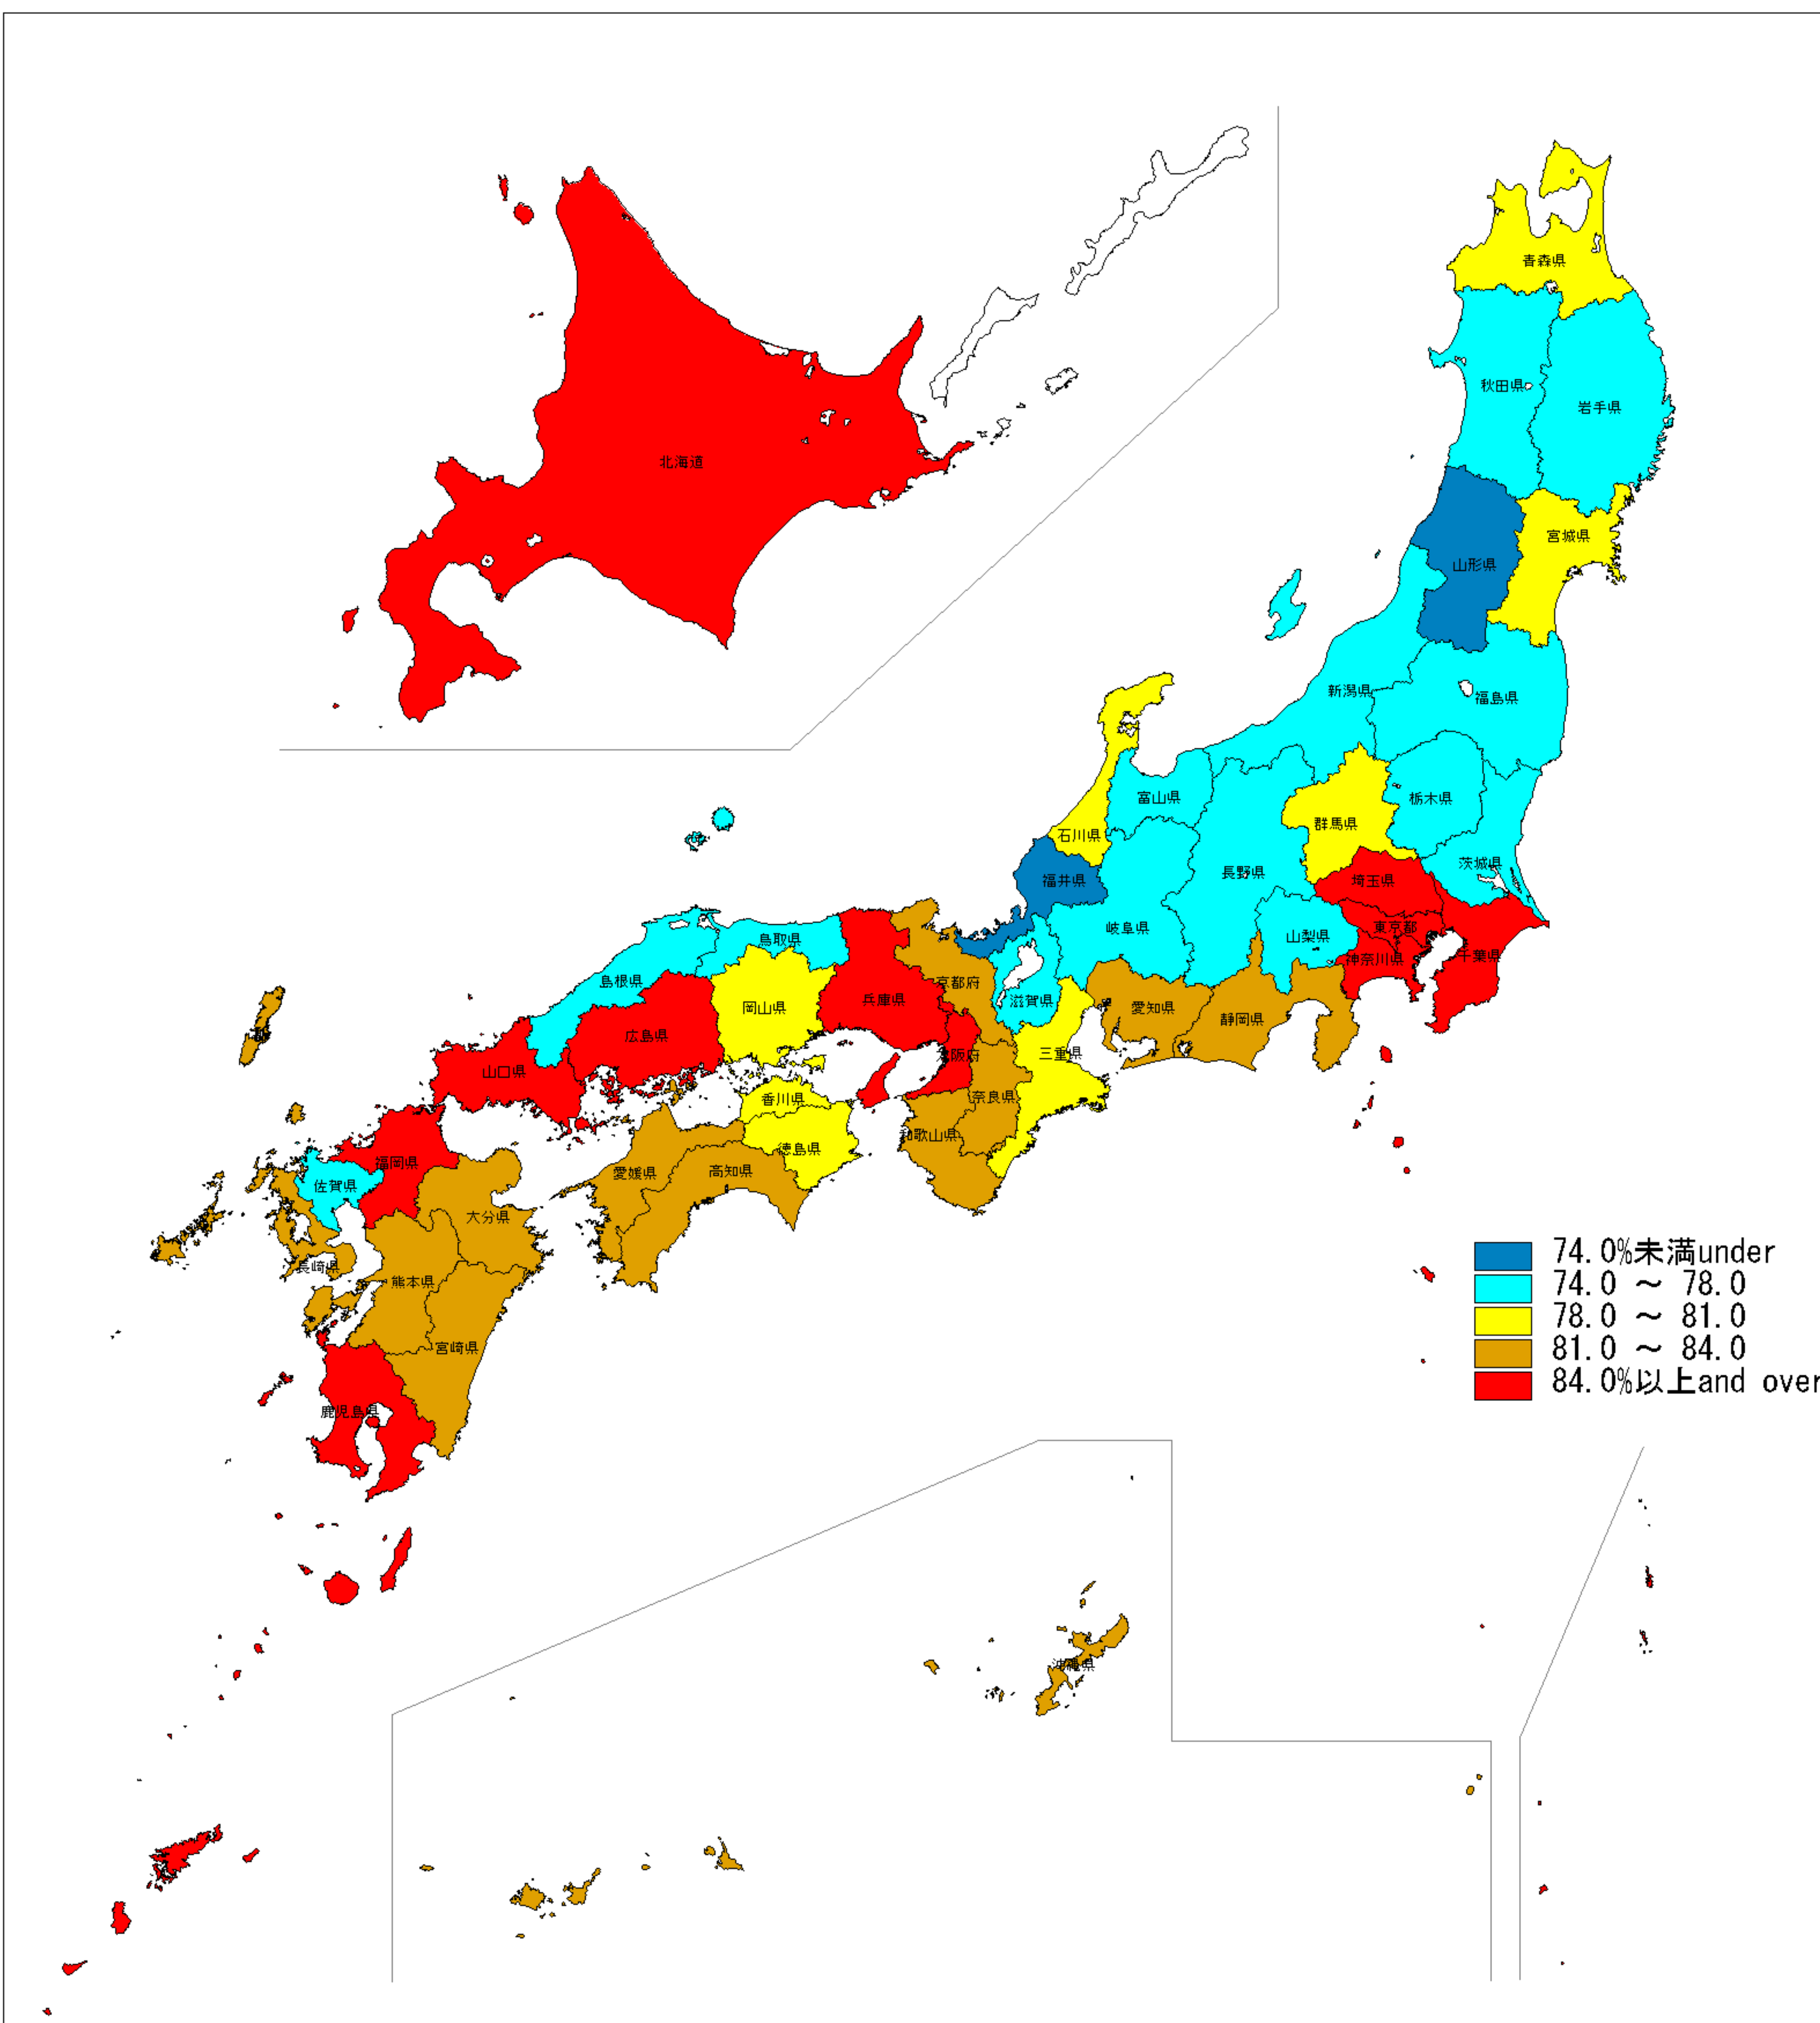 青森県
秋田県
岩手県
北海道
宮城県
山形県
新潟県
福島県
富山県
栃木県
群馬県
石川県
茨城県
長野県
福井県
埼玉県
岐阜県
東京都
山梨県
鳥取県
神奈川県
千葉県
島根県
京都府
兵庫県
滋賀県
岡山県
愛知県
静岡県
広島県
大阪府
三重県
山口県
香川県
奈良県
和歌山県
徳島県
福岡県
愛媛県
高知県
佐賀県
大分県
長崎県
熊本県
宮崎県
鹿児島県
沖縄県
74.0%未満under
74.0 ～ 78.0
78.0 ～ 81.0
81.0 ～ 84.0
84.0%以上and over